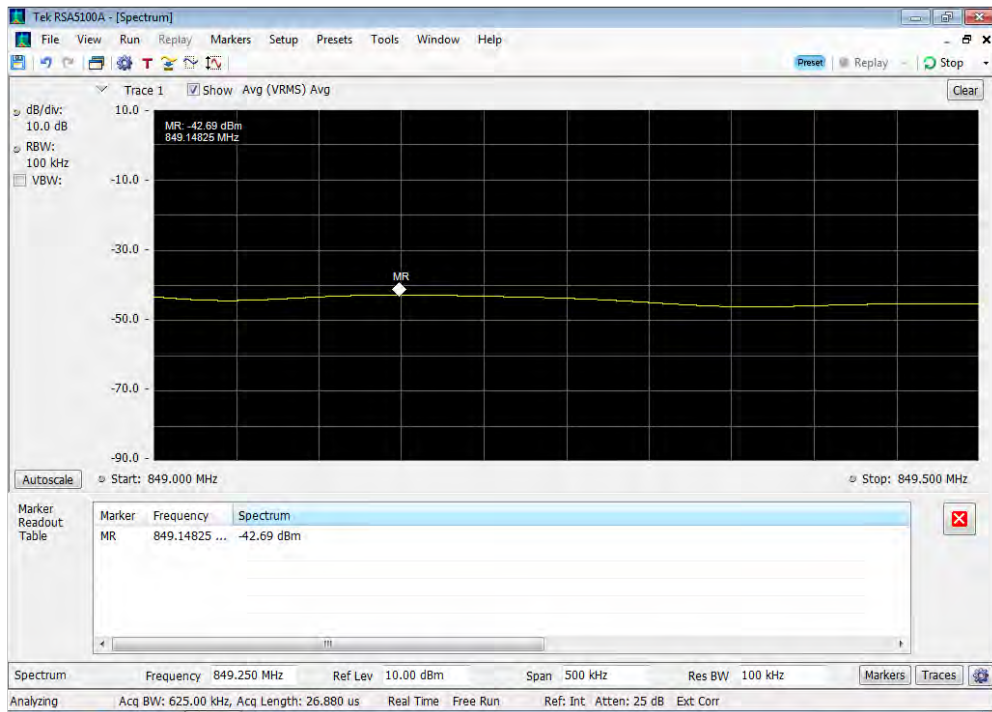 Tek RSA5100A - [Spectrum]
File View Run Replay Markers Setup Presets Tools Window Help
T Preset Replay Stop
Trace 1 Show Avg (VRMS) Avg Clear
dB/div:
10.0 dB
RBW:
100 kHz
VBW:
10.0
-10.0
-30.0
-50.0
-70.0
-90.0
MR: -42.69 dBm
849.14825 MHz
MR
Autoscale Start: 849.000 MHz Stop: 849.500 MHz
Marker
Readout
Table
Marker Frequency Spectrum
MR 849.14825 ... -42.69 dBm
Spectrum Frequency 849.250 MHz Ref Lev 10.00 dBm Span 500 kHz Res BW 100 kHz Markers Traces
Analyzing Acq BW: 625.00 kHz, Acq Length: 26.880 us Real Time Free Run Ref: Int Atten: 25 dB Ext Corr